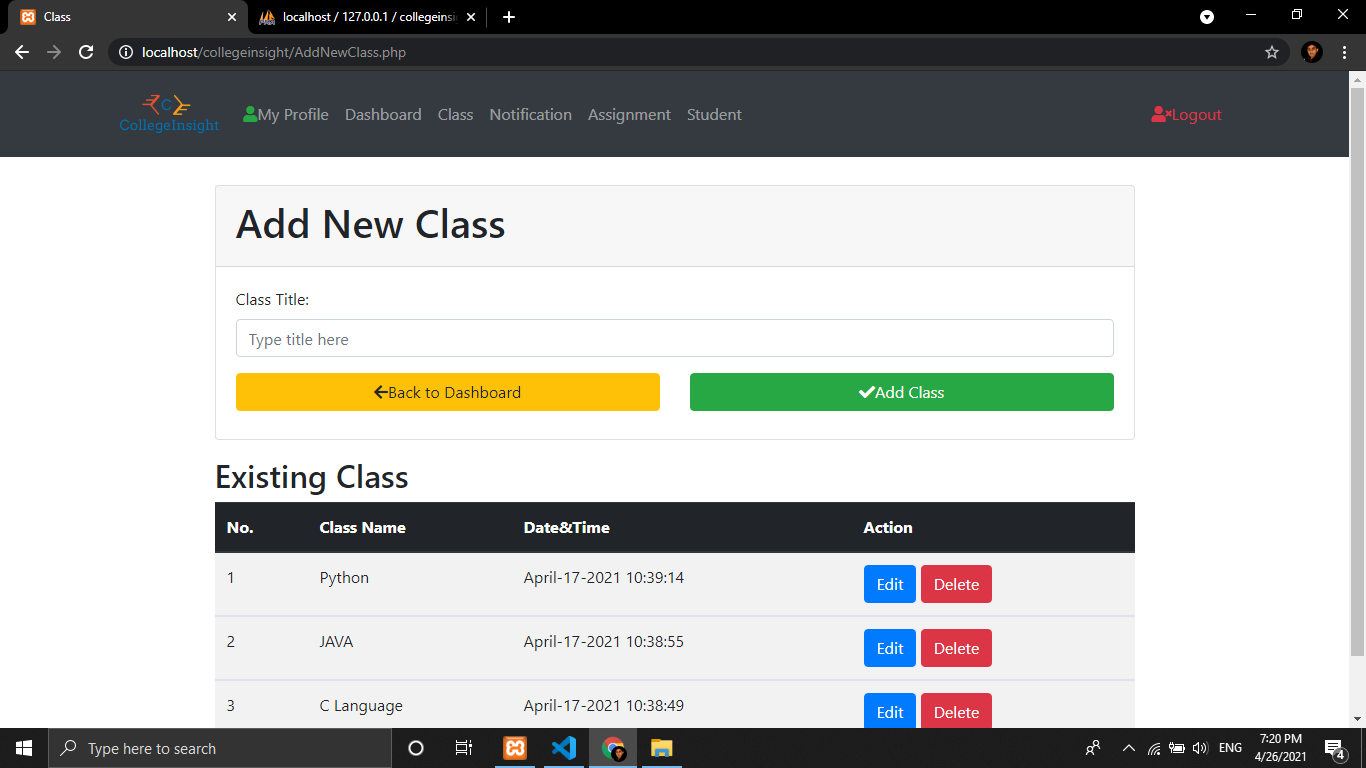 Class
localhost / 127.0.0.1 / collegeinsi
localhost/collegeinsight/AddNewClass.php
C
CollegeInsight
My Profile Dashboard Class Notification Assignment Student Logout
Add New Class
Class Title:
Type title here
Back to Dashboard Add Class
Existing Class
No. Class Name Date&Time Action
1 Python April-17-2021 10:39:14 Edit Delete
2 JAVA April-17-2021 10:38:55 Edit Delete
3 C Language April-17-2021 10:38:49 Edit Delete
Type here to search
ENG
7:20 PM
4/26/2021
4